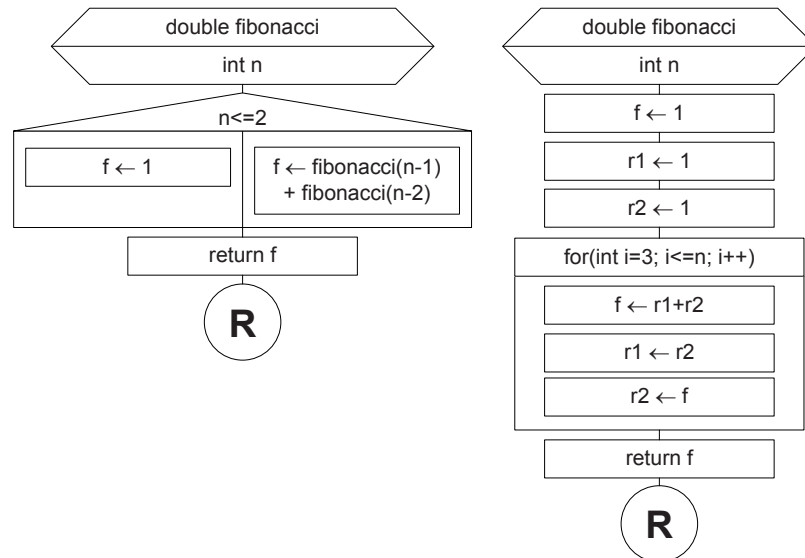 double fibonacci
int n
n<=2
f ← 1
f ← fibonacci(n-1)
+ fibonacci(n-2)
return f
R
double fibonacci
int n
f ← 1
r1 ← 1
r2 ← 1
for(int i=3; i<=n; i++)
f ← r1+r2
r1 ← r2
r2 ← f
return f
R